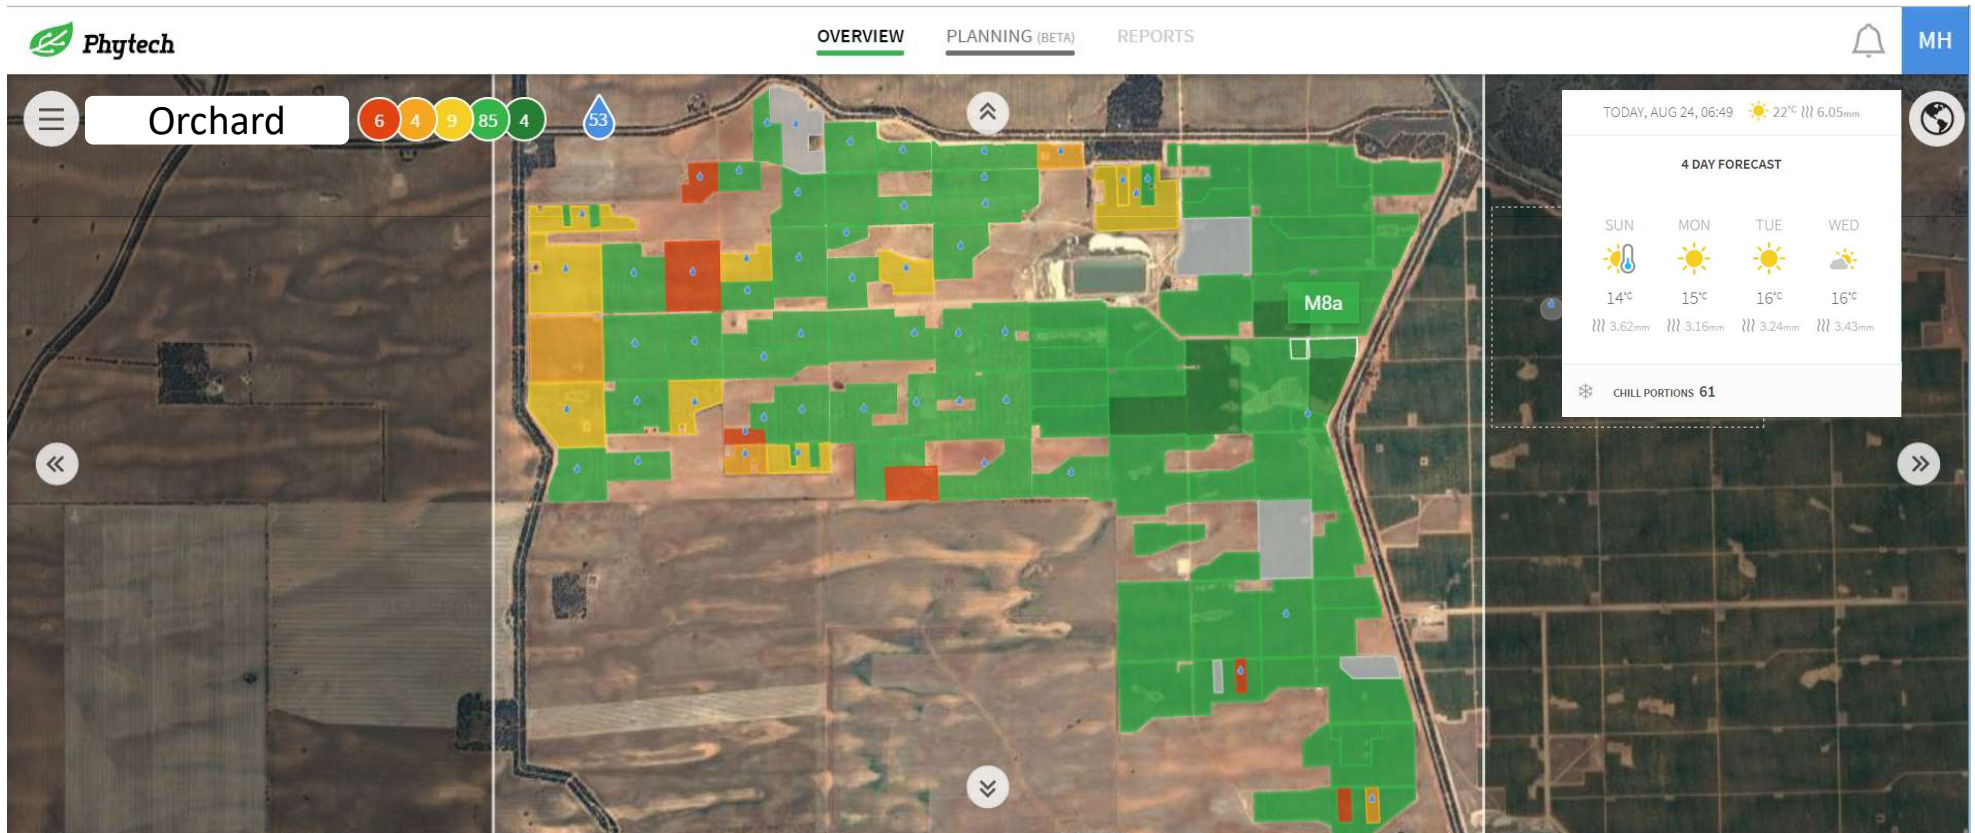 Phytech
OVERVIEW PLANNING (BETA) REPORTS
MH
Orchard 6 4 9 85 4 53
TODAY, AUG 24, 06:49 22°C 6.05mm
4 DAY FORECAST
SUN MON TUE WED
14°C 15°C 16°C 16°C
3.62mm 3.16mm 3.24mm 3.43mm
CHILL PORTIONS 61
M8a